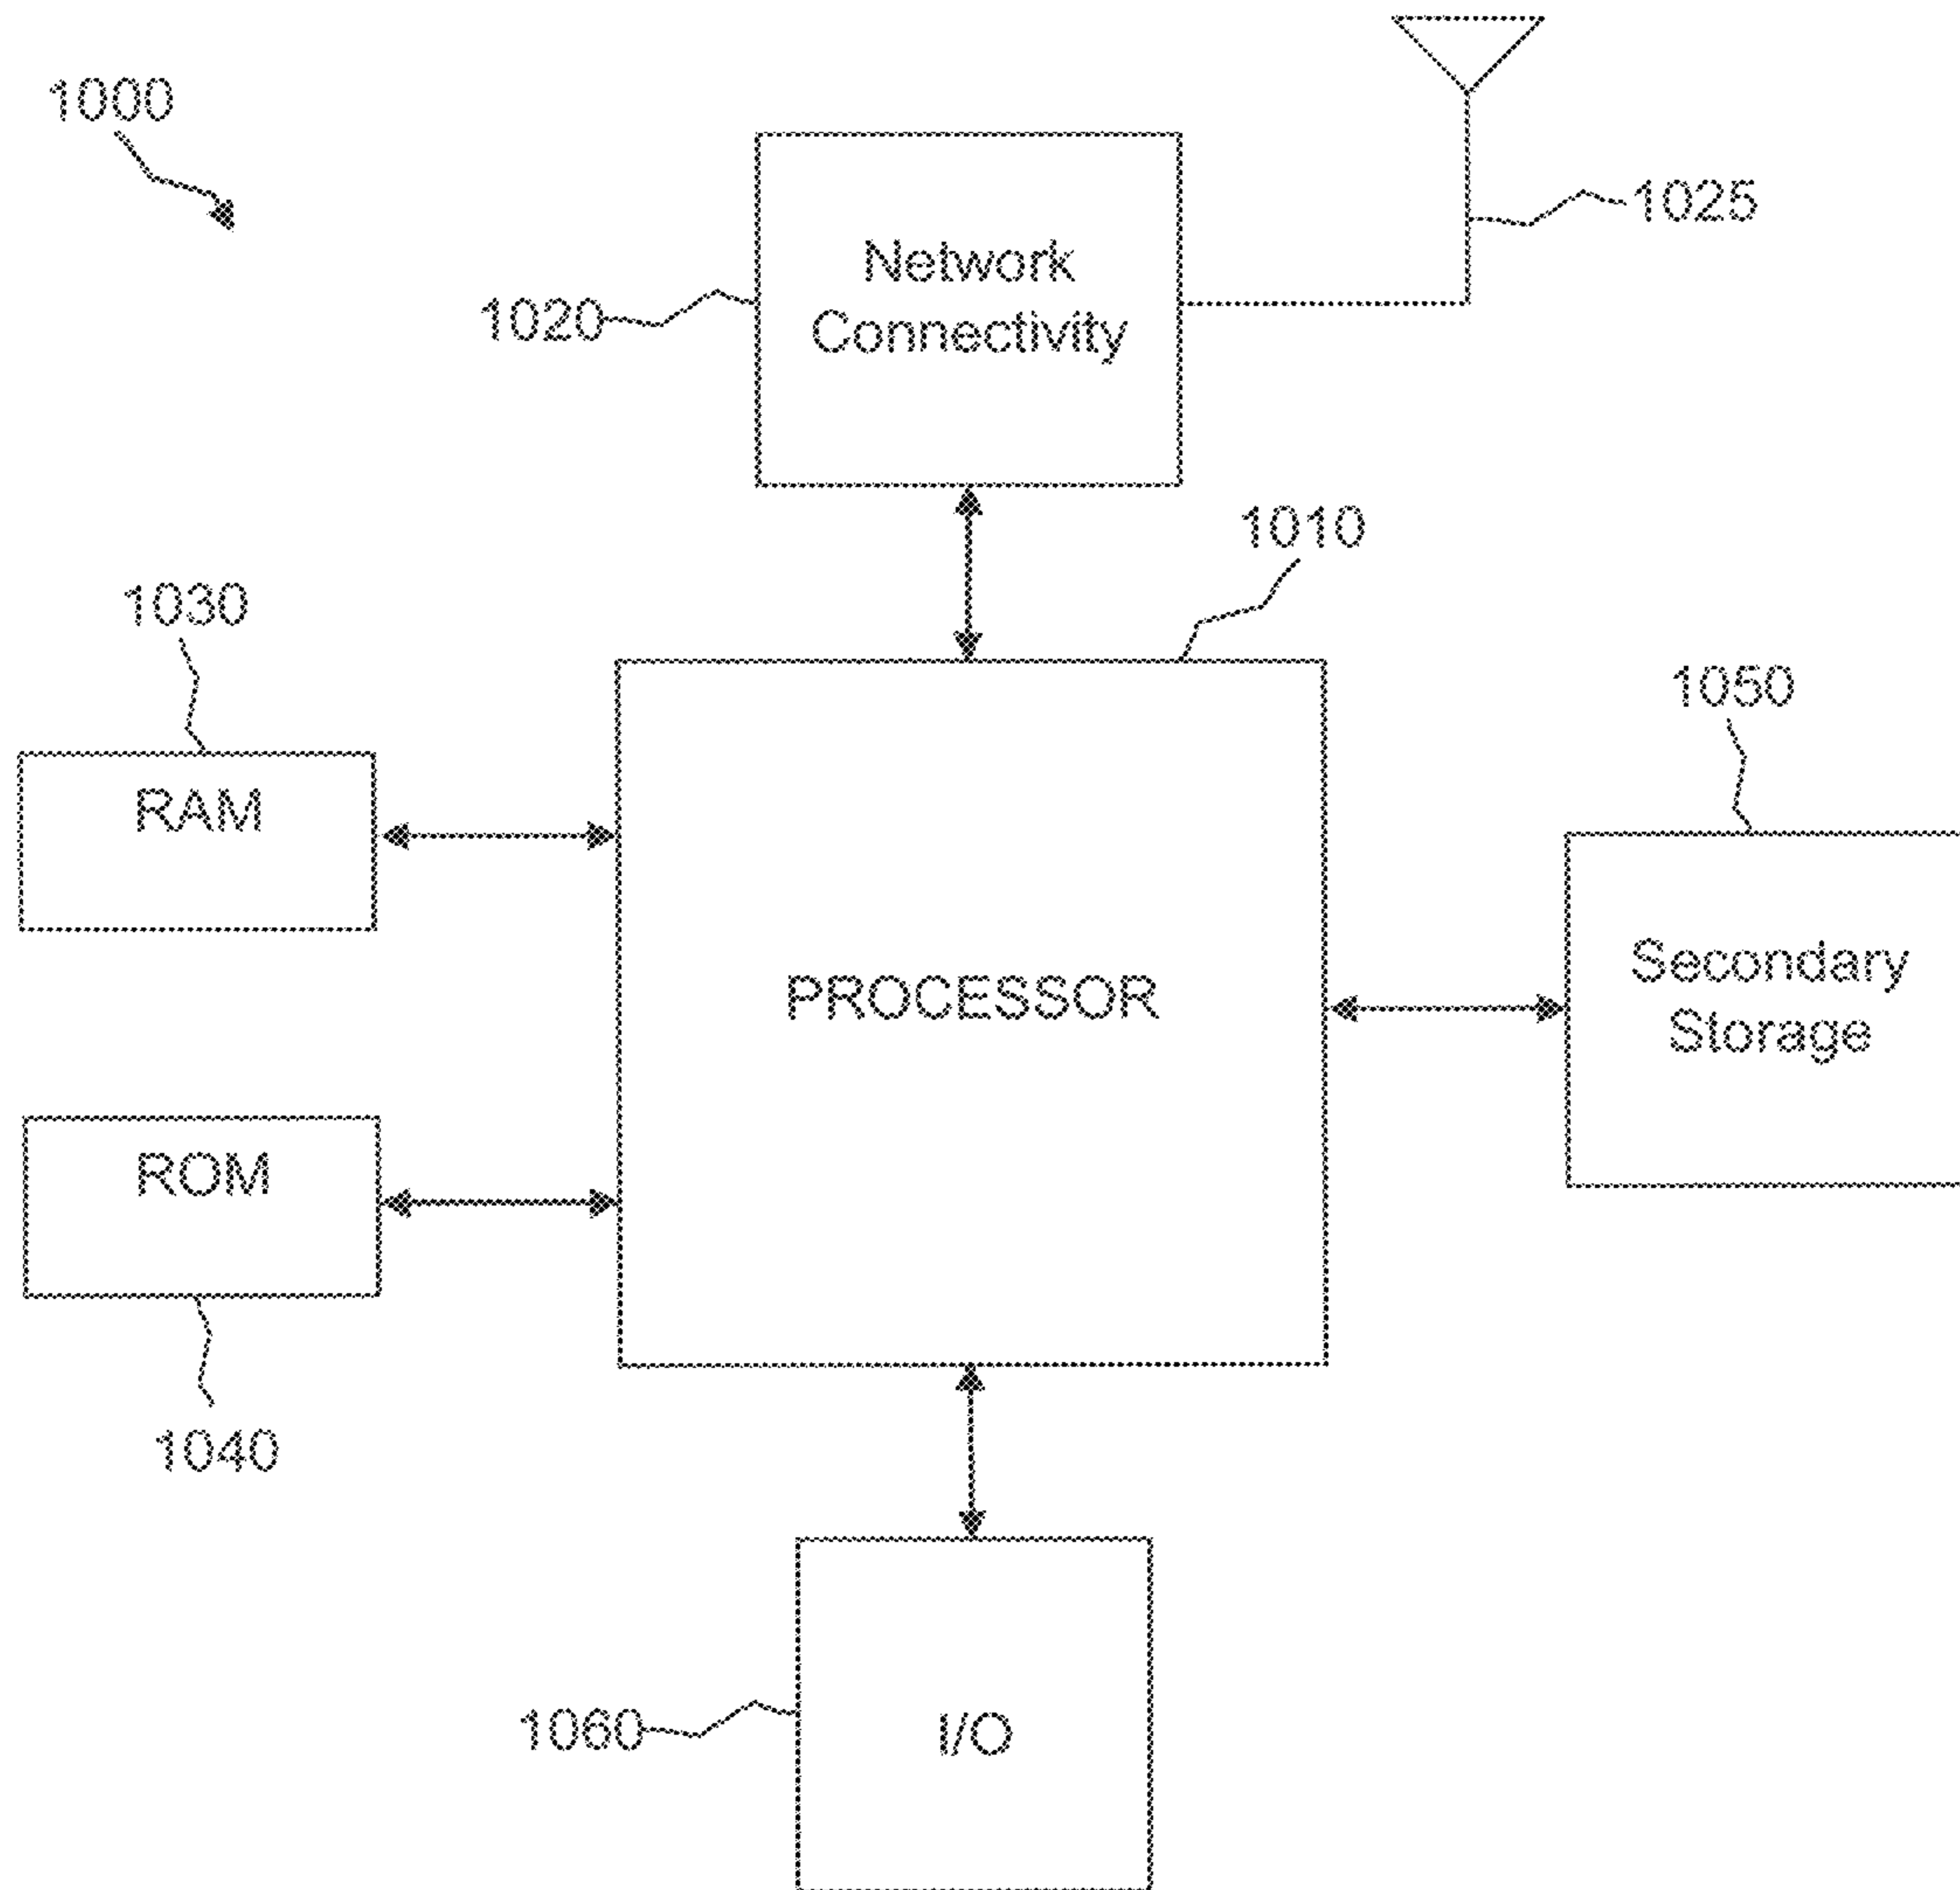 1000
1025
Network
Connectivity
1020
1010
1030
1050
RAM
PROCESSOR
Secondary
Storage
ROM
1040
1060
I/O